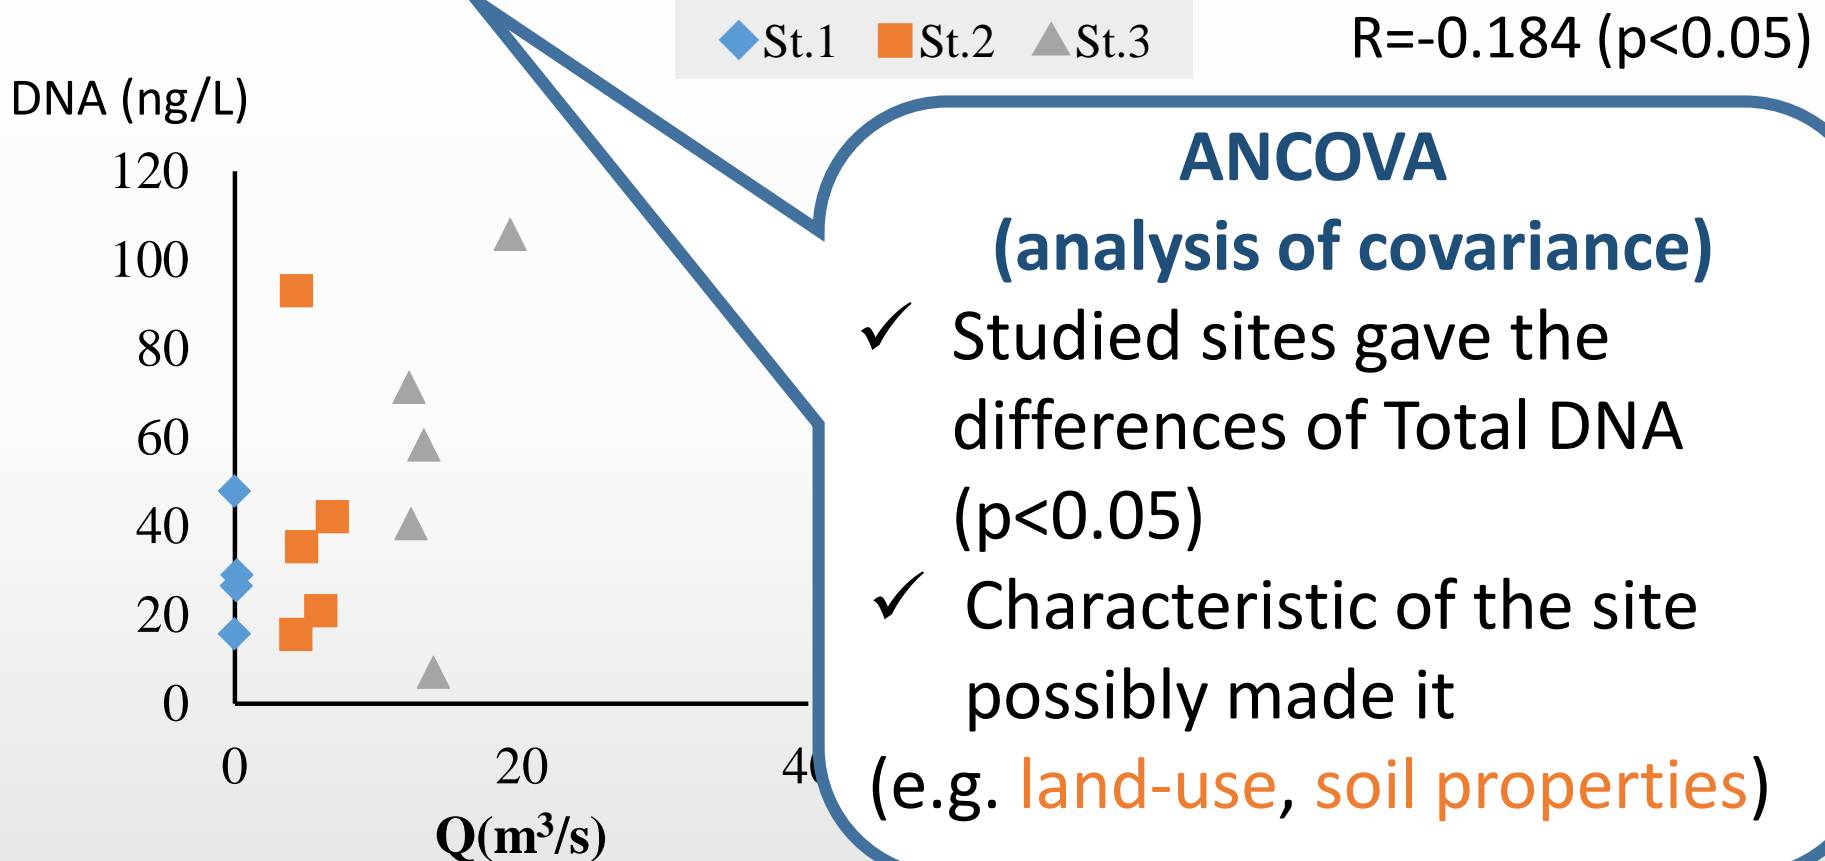 St.1 St.2 St.3
R=-0.184 (p<0.05)
DNA (ng/L)
120
100
80
60
40
20
0
0 20
Q(m³/s)
ANCOVA
(analysis of covariance)
✓ Studied sites gave the
differences of Total DNA
(p<0.05)
✓ Characteristic of the site
possibly made it
(e.g. land-use, soil properties)